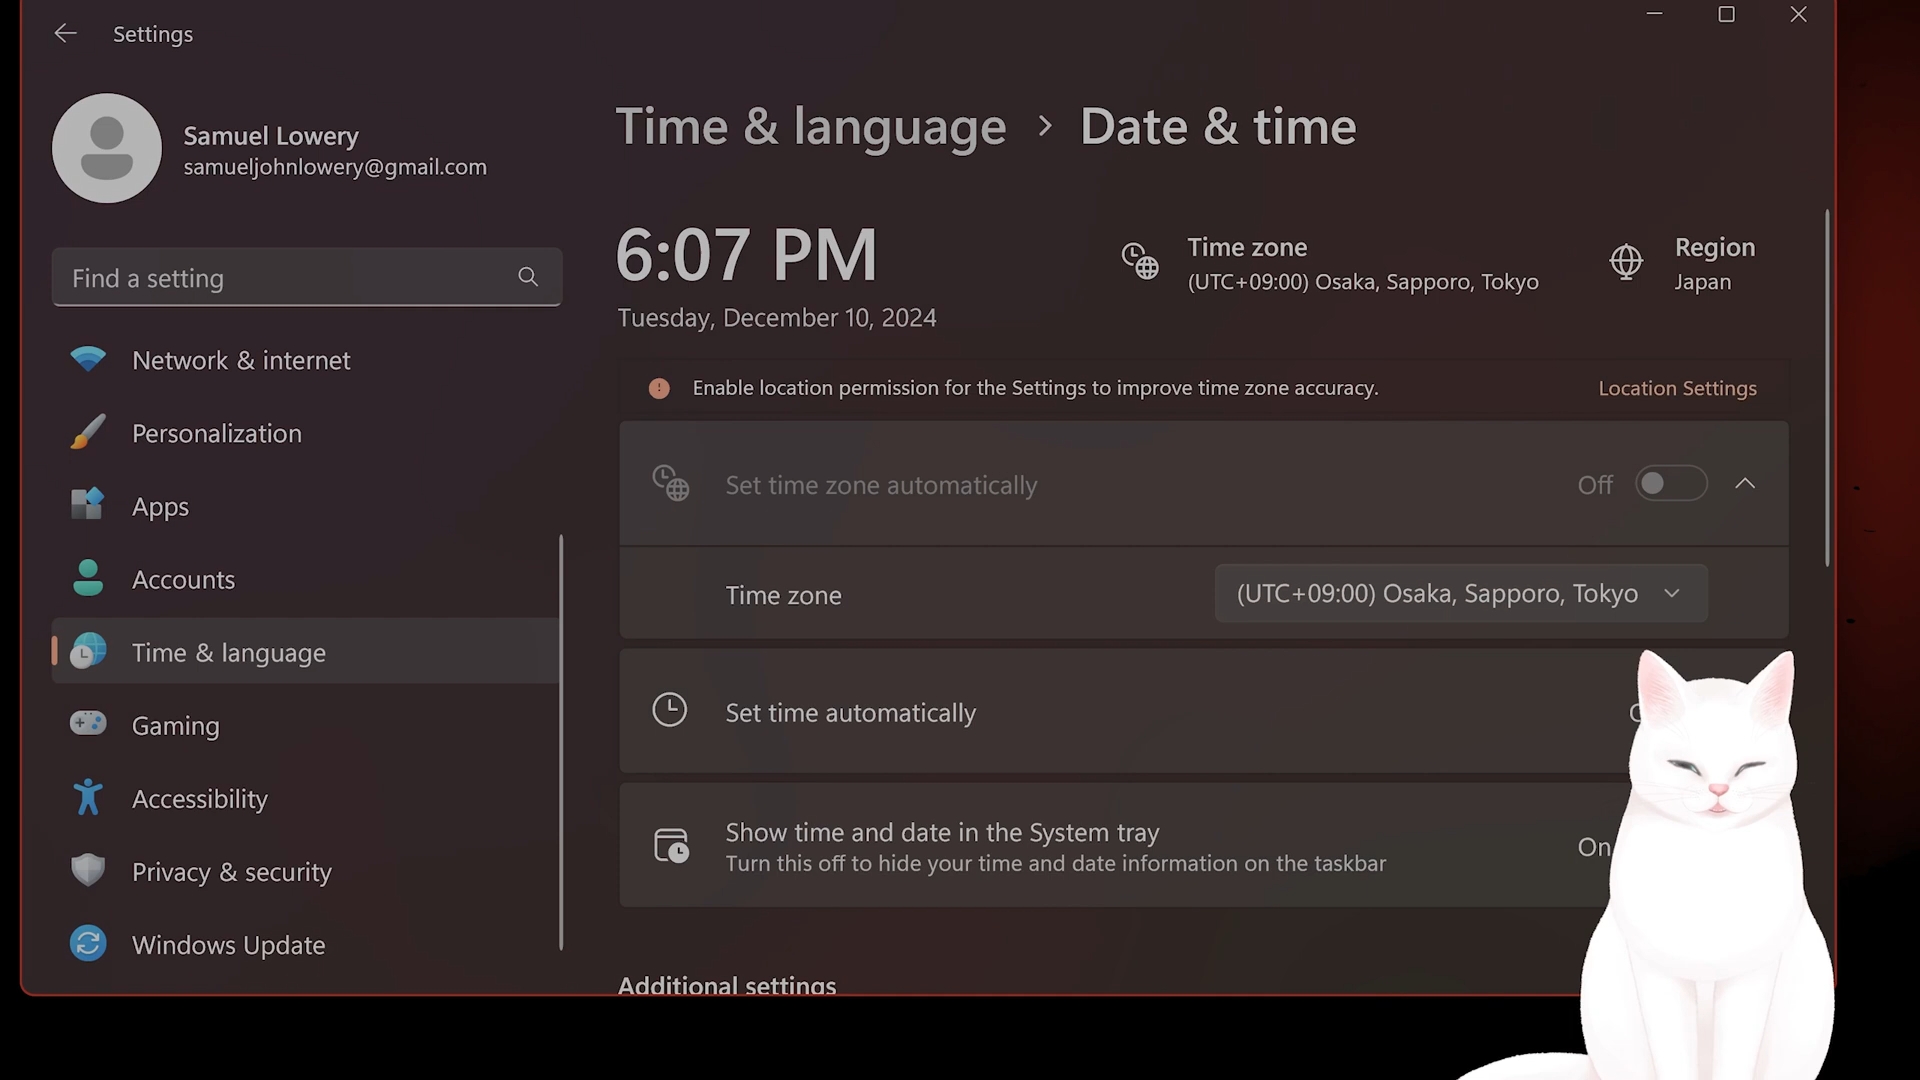 Settings
Samuel Lowery
samueljohnlowery@gmail.com
Find a setting
Network & internet
Personalization
Apps
Accounts
Time & language
Gaming
Accessibility
Privacy & security
Windows Update
Time & language > Date & time
6:07 PM
Tuesday, December 10, 2024
Time zone
(UTC+09:00) Osaka, Sapporo, Tokyo
Region
Japan
Enable location permission for the Settings to improve time zone accuracy.
Location Settings
Set time zone automatically
Off
Time zone
(UTC+09:00) Osaka, Sapporo, Tokyo
Set time automatically
Show time and date in the System tray
Turn this off to hide your time and date information on the taskbar
On
Additional settings